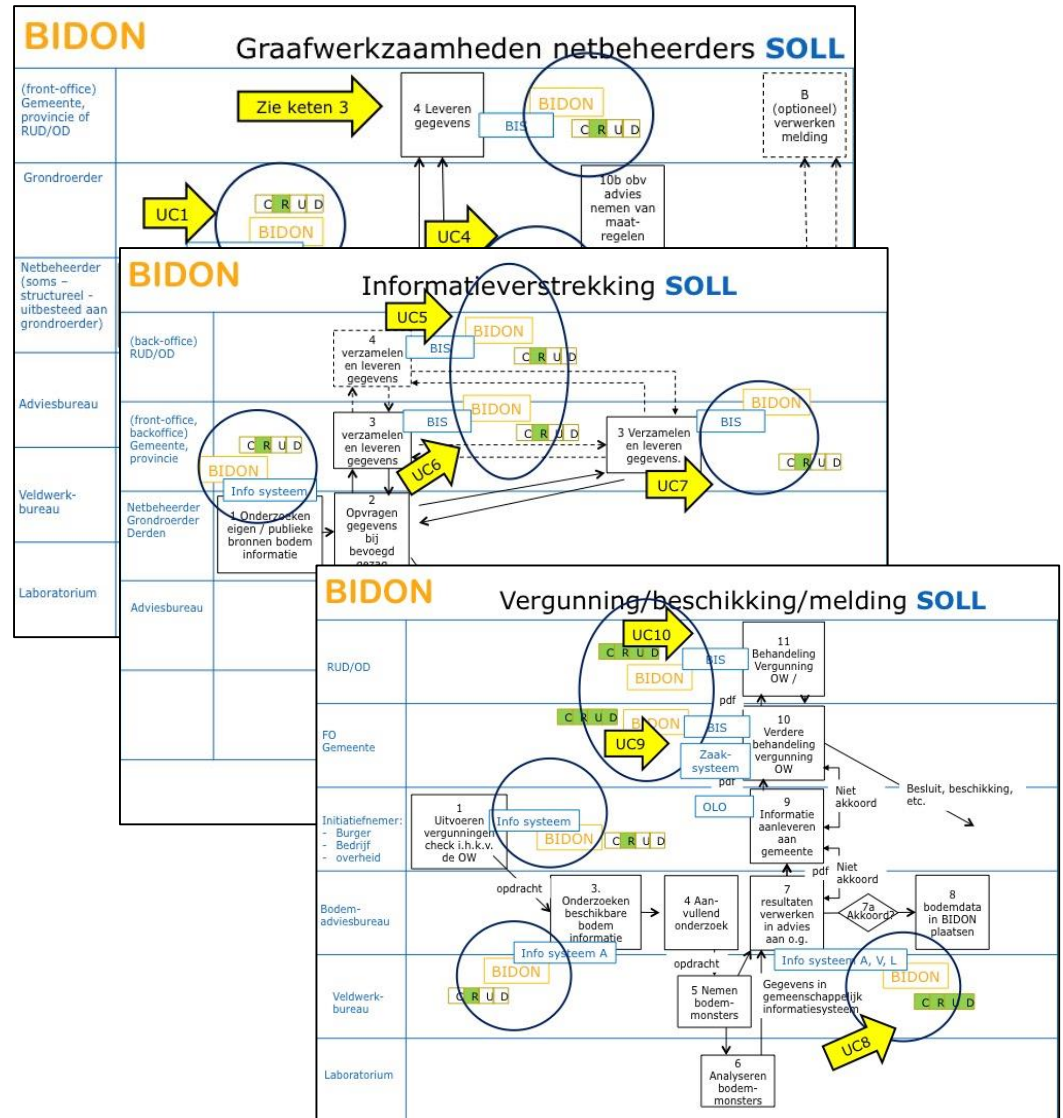 BIDON
Graafwerkzaamheden netbeheerders SOLL
(front-office)
Gemeente,
provincie of
RUD/OD
Zie keten 3
4 Leveren
gegevens
BIS
BIDON
C R U D
B
(optioneel)
verwerken
melding
Grondroerder
UC1
C R U D
BIDON
UC4
10b obv
advies
nemen van
maat-
regelen
Netbeheerder
(soms –
structureel -
uitbesteed aan
grondroerder)
Adviesbureau
Veldwerk-
bureau
Laboratorium
BIDON
Informatieverstrekking SOLL
(back-office)
RUD/OD
UC5
4
verzamelen
en leveren
gegevens
BIS
BIDON
C R U D
(front-office,
backoffice)
Gemeente,
provincie
C R U D
BIDON
Info systeem
3
verzamelen
en leveren
gegevens
BIS
BIDON
C R U D
UC6
3 Verzamelen
en leveren
gegevens.
BIS
BIDON
C R U D
UC7
Netbeheerder
Grondroerder
Derden
1 Onderzoeken
eigen / publieke
bronnen bodem
informatie
2
Opvragen
gegevens
bij
bevoegd
gezag
Adviesbureau
BIDON
Vergunning/beschikking/melding SOLL
RUD/OD
UC10
C R U D
BIDON
BIS
11
Behandeling
Vergunning
OW /
pdf
FO
Gemeente
C R U D
BIDON
BIS
UC9
Zaak-
systeem
10
Verdere
behandeling
vergunning
OW
pdf
Niet
akkoord
Besluit, beschikking,
etc.
Initiatiefnemer:
- Burger
- Bedrijf
- overheid
1
Uitvoeren
vergunningen
check i.h.k.v.
de OW
Info systeem
BIDON
C R U D
OLO
9
Informatie
aanleveren
aan
gemeente
pdf
Niet
akkoord
opdracht
Bodem-
adviesbureau
3.
Onderzoeken
beschikbare
bodem
informatie
4 Aan-
vullend
onderzoek
7
resultaten
verwerken
in advies
aan o.g.
7a
Akkoord?
8
bodemdata
in BIDON
plaatsen
Info systeem A
BIDON
C R U D
opdracht
Info systeem A, V, L
BIDON
C R U D
Veldwerk-
bureau
5 Nemen
bodem-
monsters
Gegevens in
gemeenschappelijk
informatiesysteem
UC8
Laboratorium
6
Analyseren
bodem-
monsters